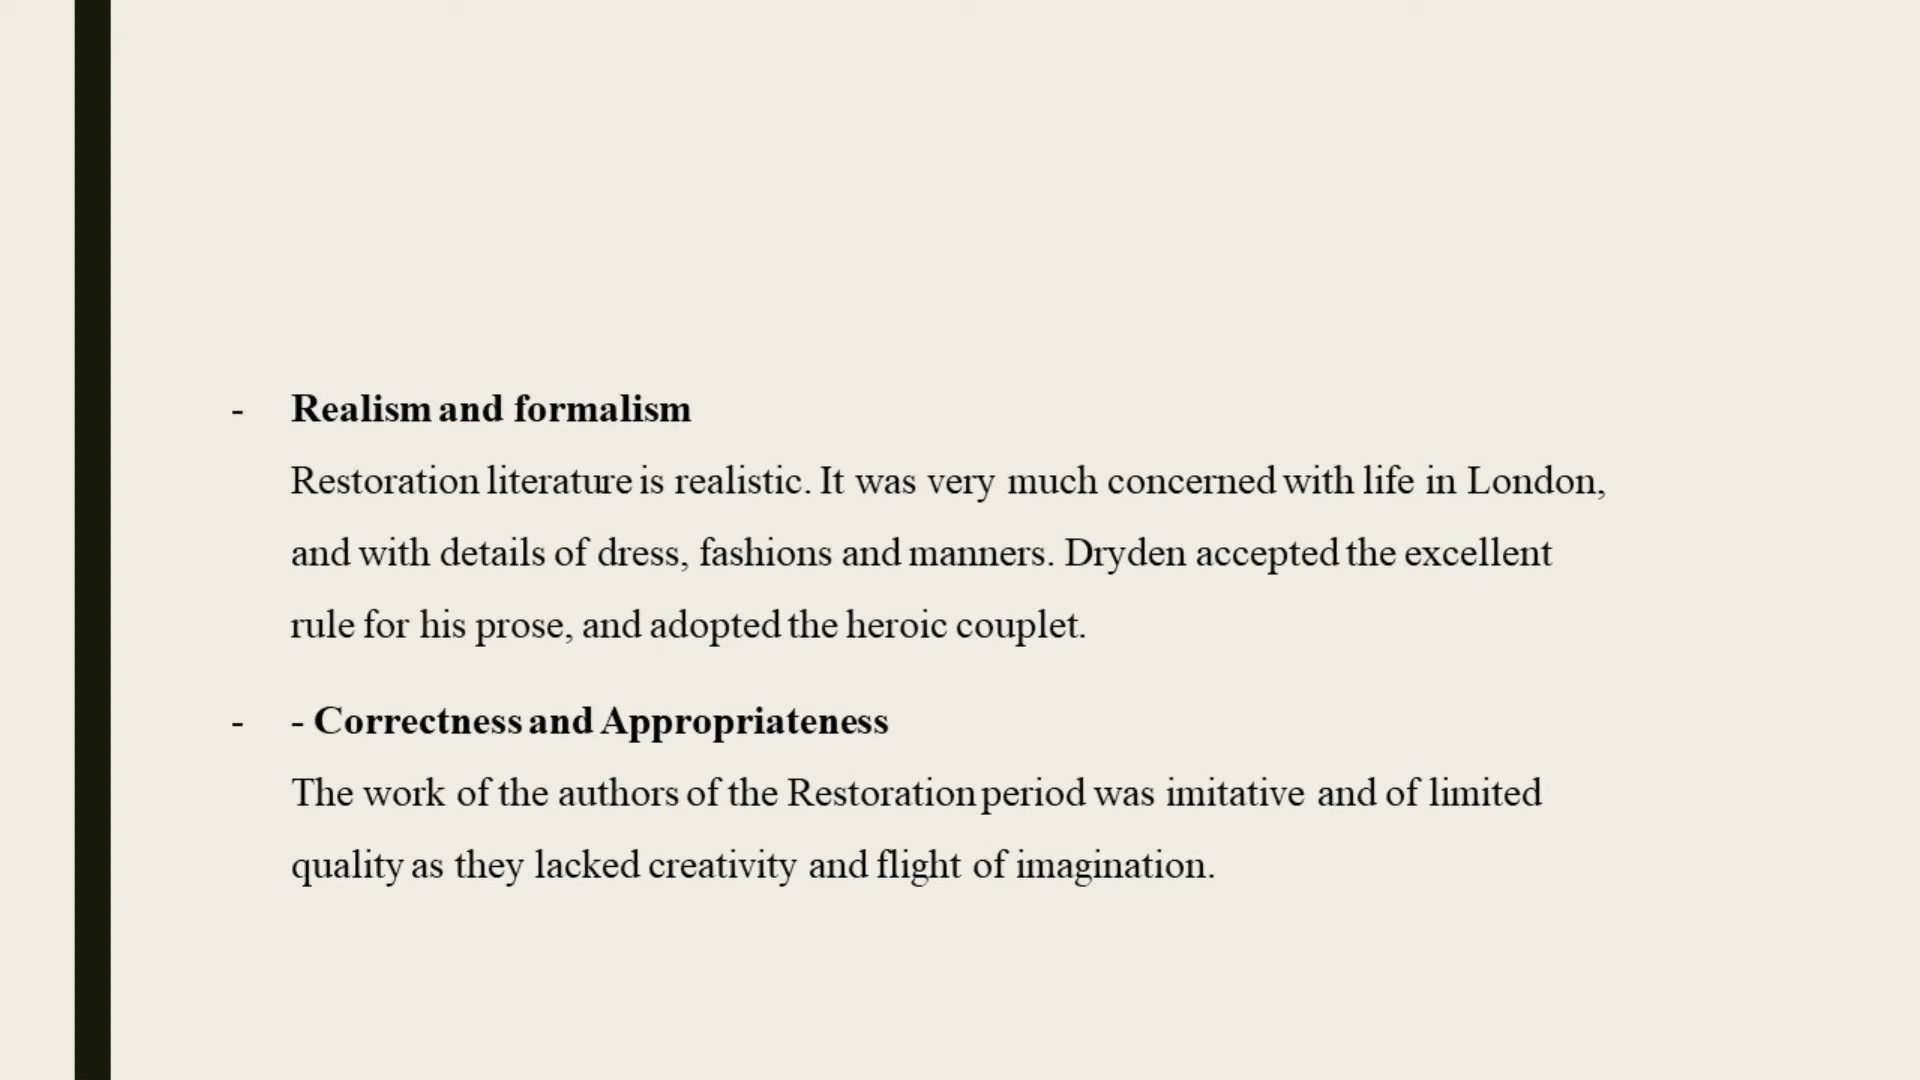 - Realism and formalism
Restoration literature is realistic. It was very much concerned with life in London,
and with details of dress, fashions and manners. Dryden accepted the excellent
rule for his prose, and adopted the heroic couplet.
- - Correctness and Appropriateness
The work of the authors of the Restoration period was imitative and of limited
quality as they lacked creativity and flight of imagination.